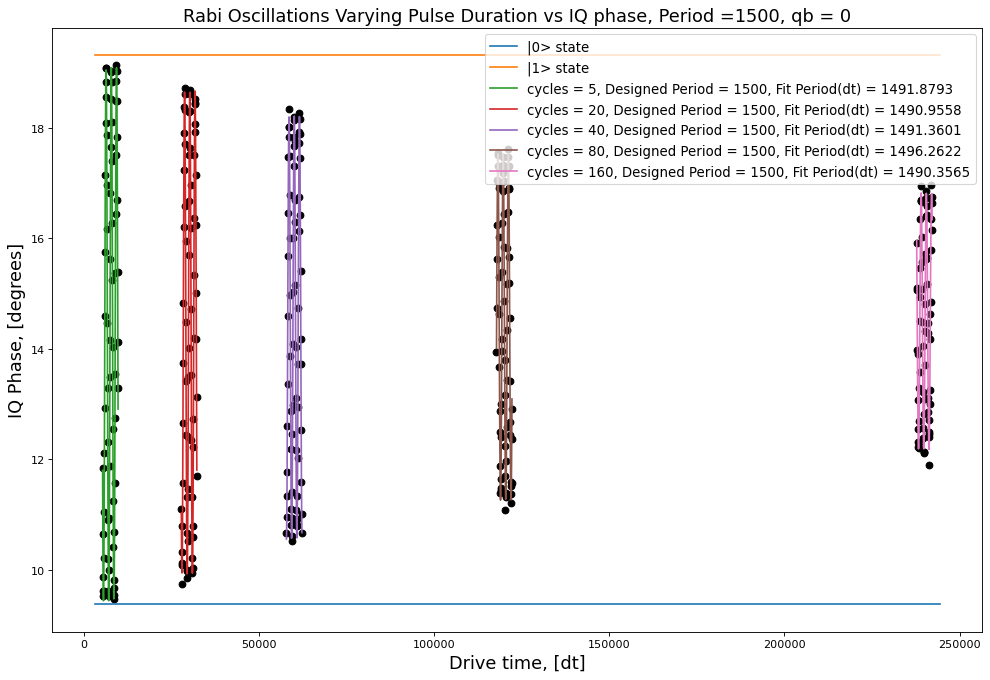 Rabi Oscillations Varying Pulse Duration vs IQ phase, Period =1500, qb = 0
|0> state
|1> state
cycles = 5, Designed Period = 1500, Fit Period(dt) = 1491.8793
cycles = 20, Designed Period = 1500, Fit Period(dt) = 1490.9558
cycles = 40, Designed Period = 1500, Fit Period(dt) = 1491.3601
cycles = 80, Designed Period = 1500, Fit Period(dt) = 1496.2622
cycles = 160, Designed Period = 1500, Fit Period(dt) = 1490.3565
IQ Phase, [degrees]
18
16
14
12
10
0 50000 100000 150000 200000 250000
Drive time, [dt]